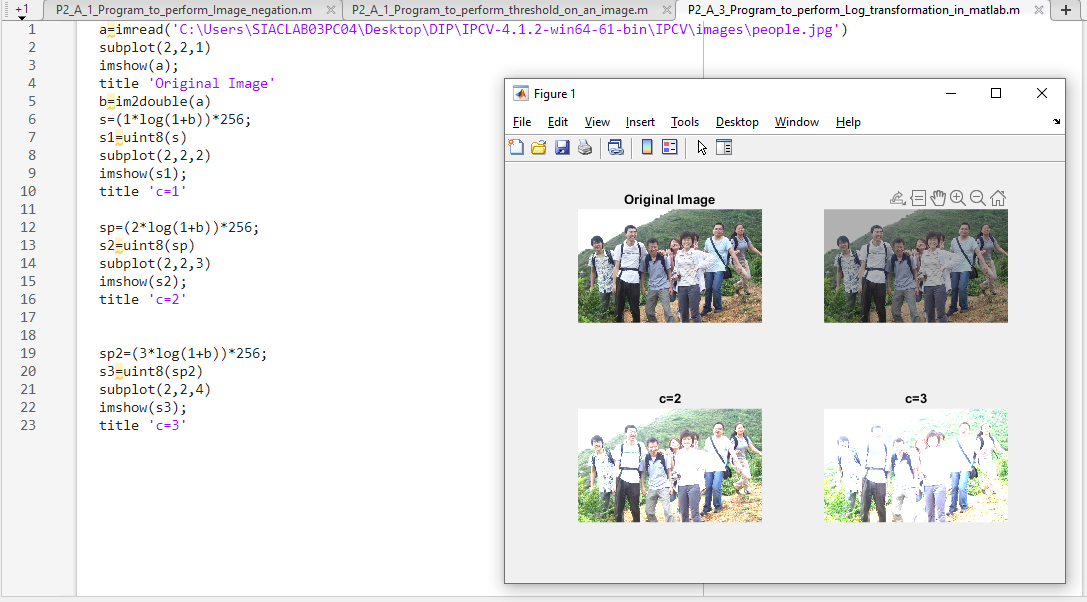 +1
P2_A_1_Program_to_perform_Image_negation.m
P2_A_1_Program_to_perform_threshold_on_an_image.m
P2_A_3_Program_to_perform_Log_transformation_in_matlab.m
1 a=imread('C:\Users\SIACLAB03PC04\Desktop\DIP\IPCV-4.1.2-win64-61-bin\IPCV\images\people.jpg')
2 subplot(2,2,1)
3 imshow(a);
4 title 'Original Image'
5 b=im2double(a)
6 s=(1*log(1+b))*256;
7 s1=uint8(s)
8 subplot(2,2,2)
9 imshow(s1);
10 title 'c=1'
11
12 sp=(2*log(1+b))*256;
13 s2=uint8(sp)
14 subplot(2,2,3)
15 imshow(s2);
16 title 'c=2'
17
18
19 sp2=(3*log(1+b))*256;
20 s3=uint8(sp2)
21 subplot(2,2,4)
22 imshow(s3);
23 title 'c=3'
Figure 1
File Edit View Insert Tools Desktop Window Help
Original Image
c=2
c=3